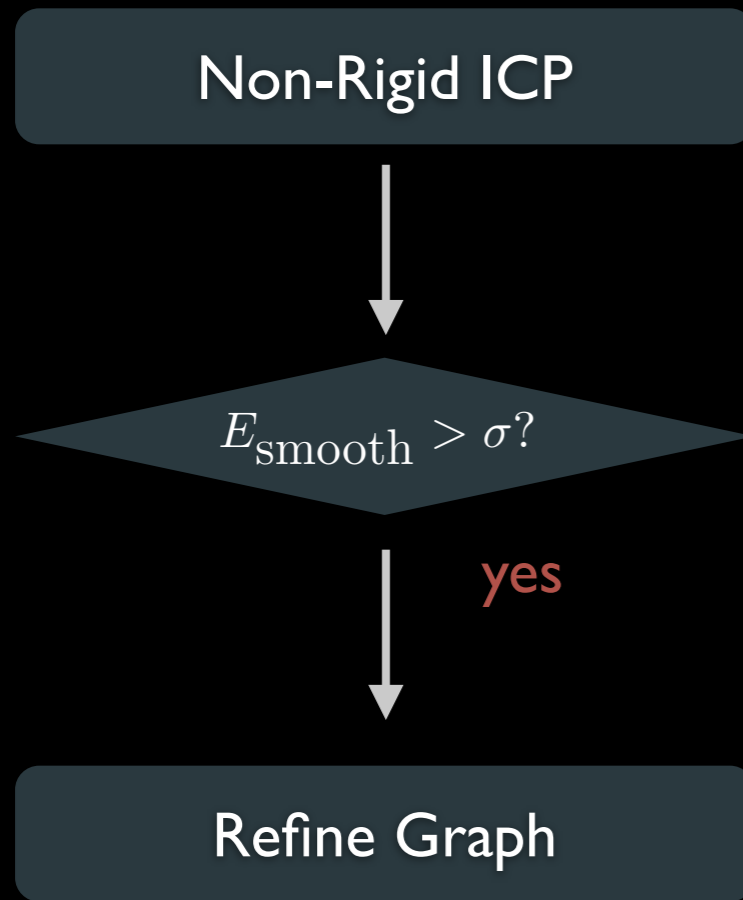 Non-Rigid ICP
E_smooth > σ?
yes
Refine Graph